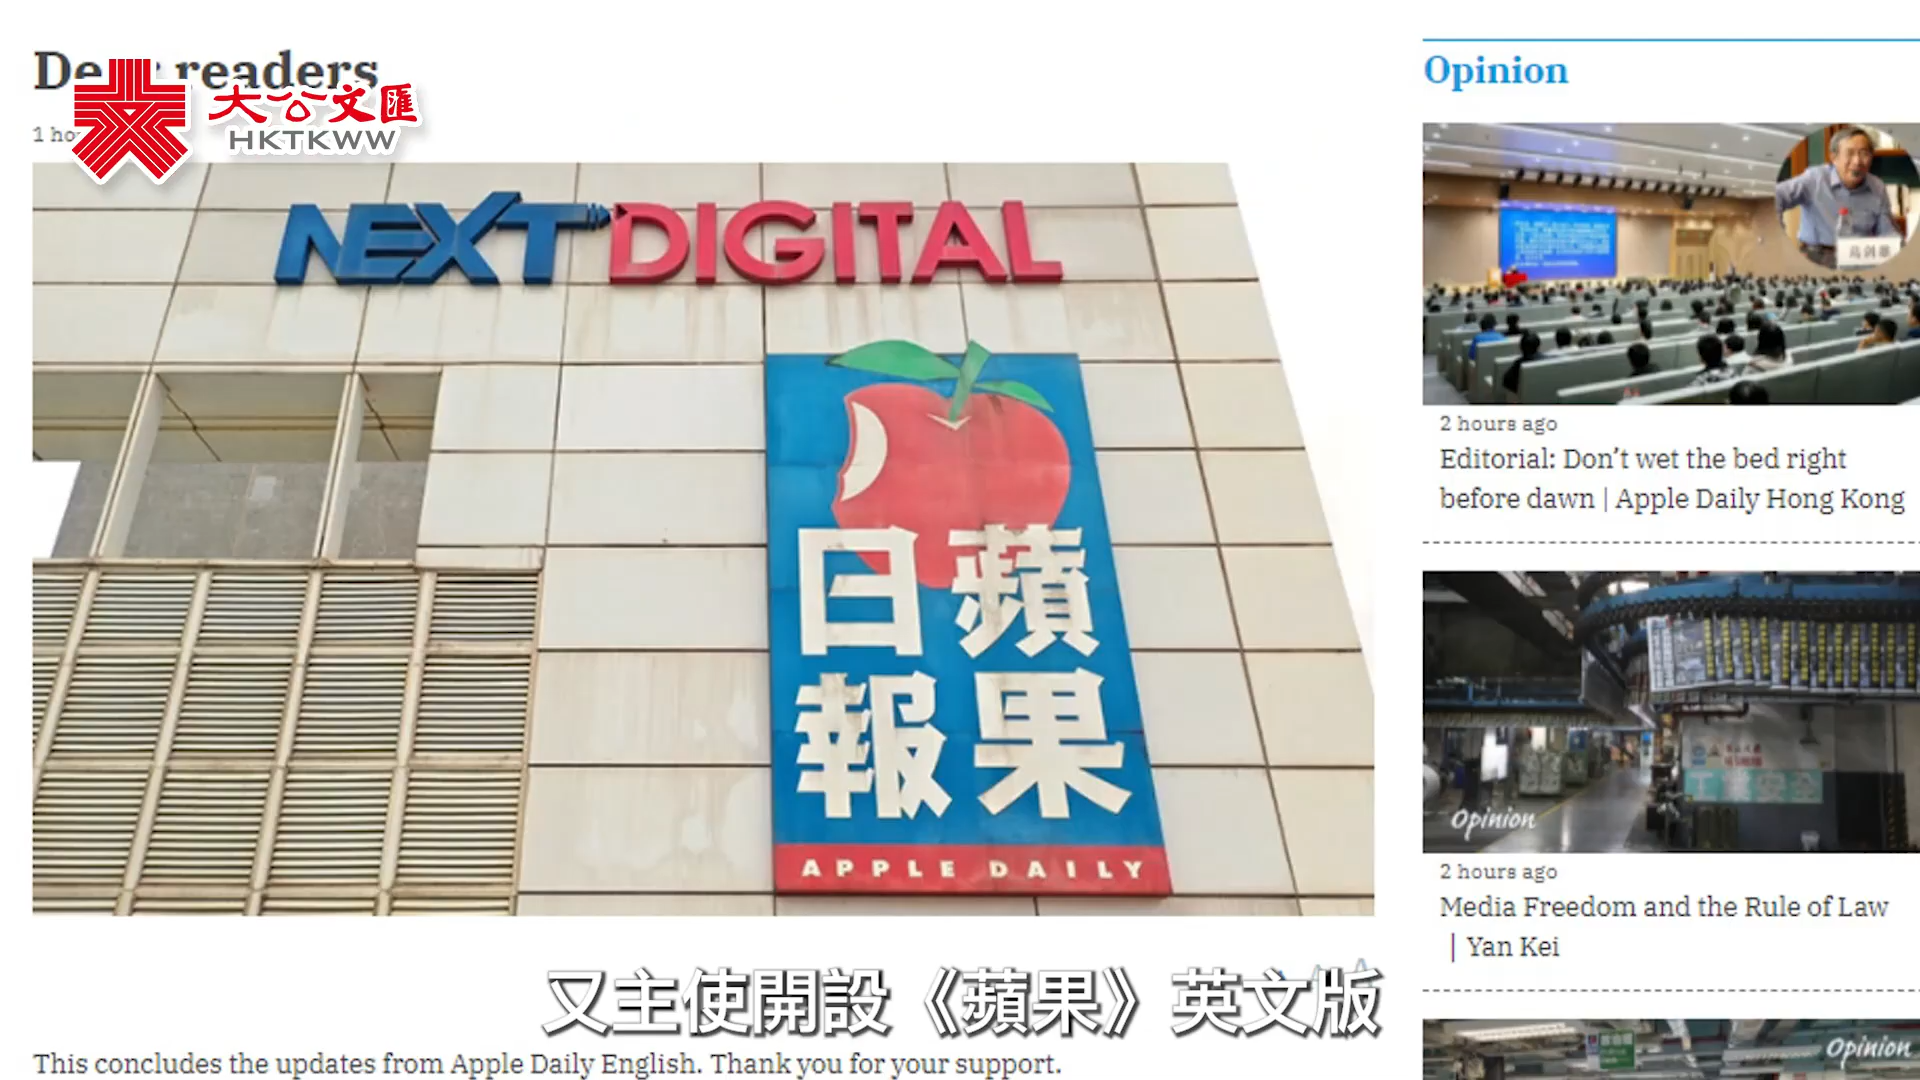 De r readers
大公文匯
HKTKWW
1 ho
NEXT DIGITAL
蘋果
日報
APPLE DAILY
又主使開設《蘋果》英文版
This concludes the updates from Apple Daily English. Thank you for your support.
Opinion
2 hours ago
Editorial: Don't wet the bed right
before dawn | Apple Daily Hong Kong
Opinion
2 hours ago
Media Freedom and the Rule of Law
| Yan Kei
Opinion